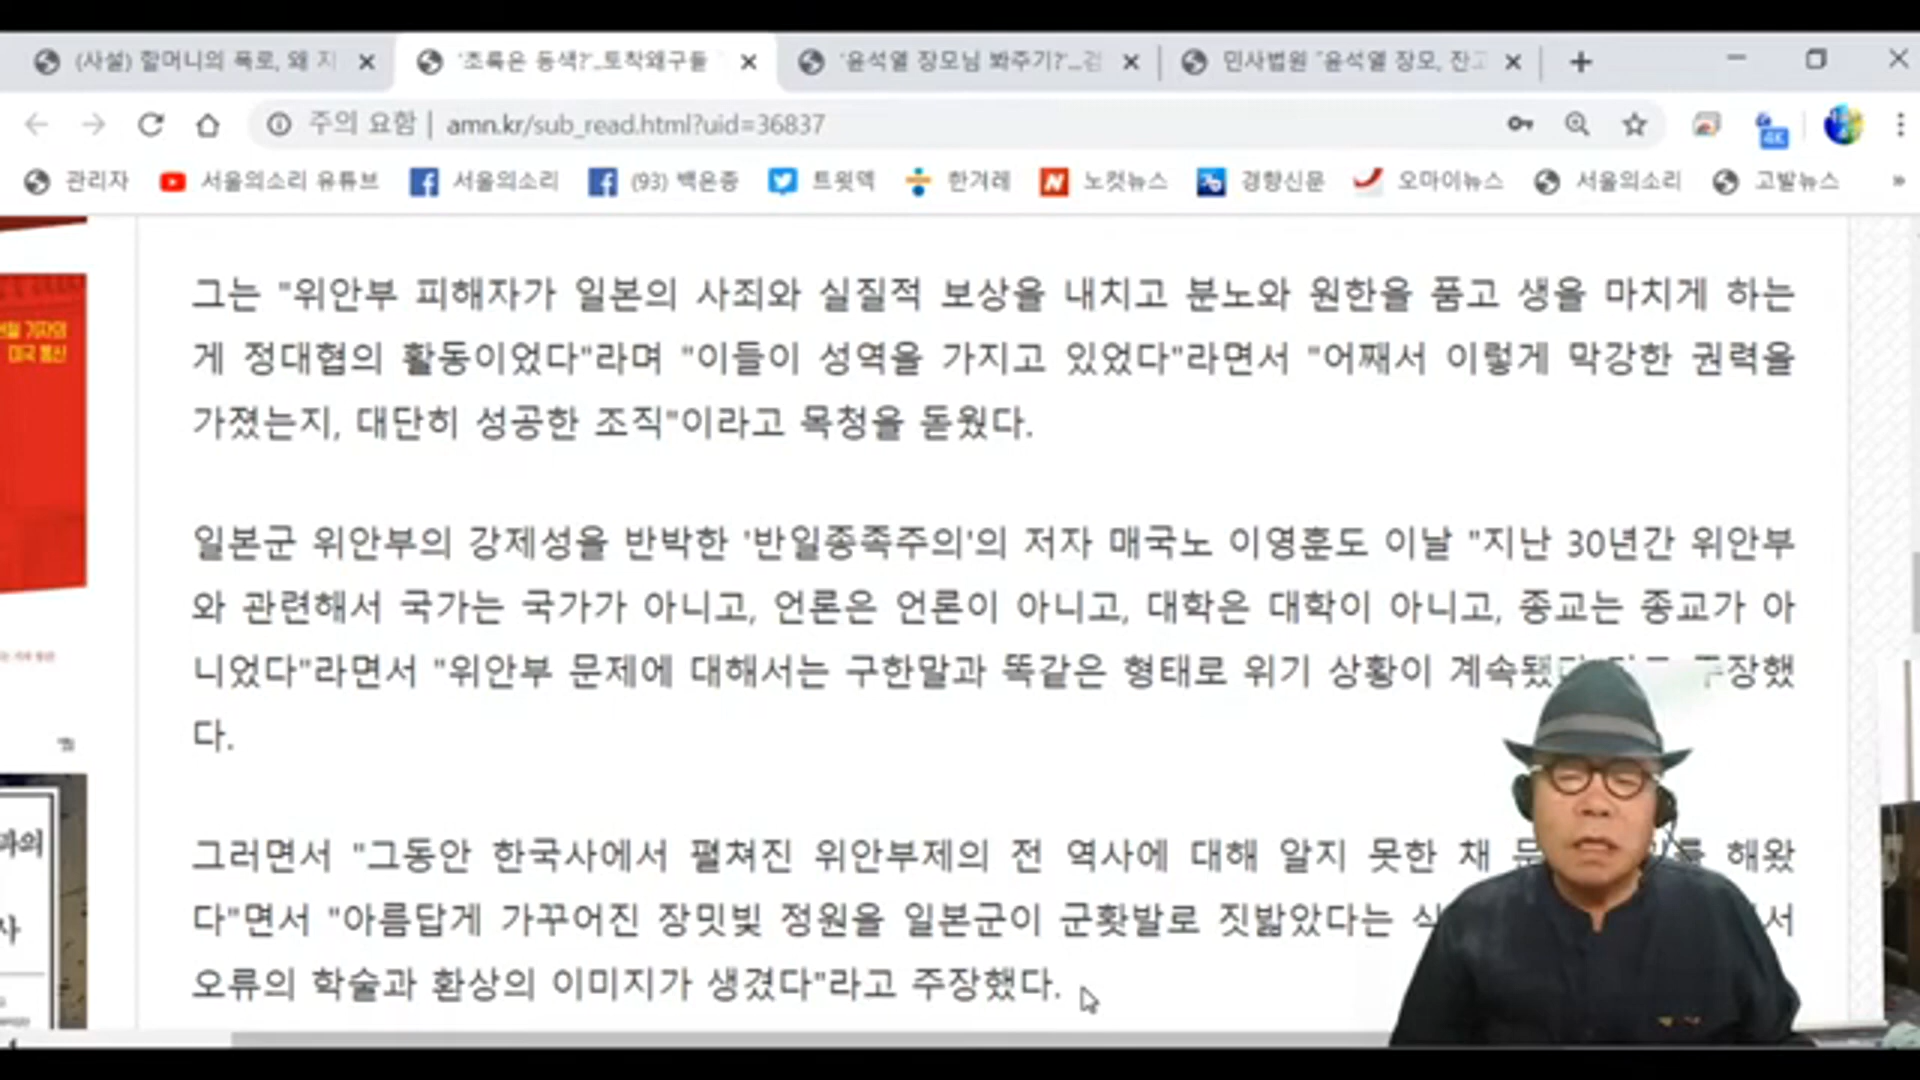 (사설) 할머니의 폭로, 왜 지
'초록은 동색?'...토착왜구들
'윤석열 장모님 봐주기?'...검
민사법원 "윤석열 장모, 잔고
주의 요함 | amn.kr/sub_read.html?uid=36837
관리자 서울의소리 유튜브 서울의소리 (93) 백은종 트윗덱 한겨레 노컷뉴스 경향신문 오마이뉴스 서울의소리 고발뉴스 »
그는 "위안부 피해자가 일본의 사죄와 실질적 보상을 내치고 분노와 원한을 품고 생을 마치게 하는
게 정대협의 활동이었다"라며 "이들이 성역을 가지고 있었다"라면서 "어째서 이렇게 막강한 권력을
가졌는지, 대단히 성공한 조직"이라고 목청을 돋웠다.
일본군 위안부의 강제성을 반박한 '반일종족주의'의 저자 매국노 이영훈도 이날 "지난 30년간 위안부
와 관련해서 국가는 국가가 아니고, 언론은 언론이 아니고, 대학은 대학이 아니고, 종교는 종교가 아
니었다"라면서 "위안부 문제에 대해서는 구한말과 똑같은 형태로 위기 상황이 계속됐 주장했
다.
그러면서 "그동안 한국사에서 펼쳐진 위안부제의 전 역사에 대해 알지 못한 채 를 해왔
다"면서 "아름답게 가꾸어진 장밋빛 정원을 일본군이 군홧발로 짓밟았다는 식 서
오류의 학술과 환상의 이미지가 생겼다"라고 주장했다.
기자의
미국 통신
과의
사
4K